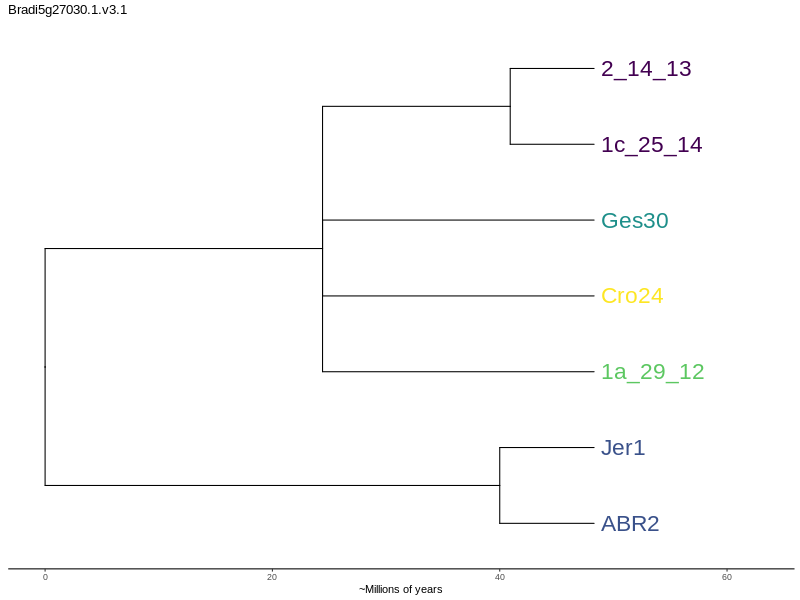 Bradi5g27030.1.v3.1
2_14_13
1c_25_14
Ges30
Cro24
1a_29_12
Jer1
ABR2
0 20 40 60
~Millions of years